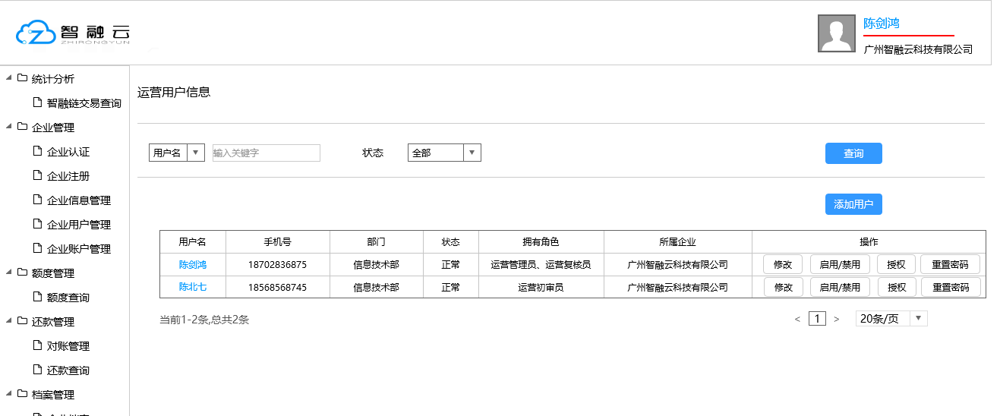 智融云
ZHIRONGYUN
陈剑鸿
广州智融云科技有限公司
统计分析
智融链交易查询
企业管理
企业认证
企业注册
企业信息管理
企业用户管理
企业账户管理
额度管理
额度查询
还款管理
对账管理
还款查询
档案管理
运营用户信息
用户名 输入关键字 状态 全部 查询
添加用户
用户名 手机号 部门 状态 拥有角色 所属企业 操作
陈剑鸿 18702836875 信息技术部 正常 运营管理员、运营复核员 广州智融云科技有限公司 修改 启用/禁用 授权 重置密码
陈北七 18568568745 信息技术部 正常 运营初审员 广州智融云科技有限公司 修改 启用/禁用 授权 重置密码
当前1-2条,总共2条 < 1 > 20条/页